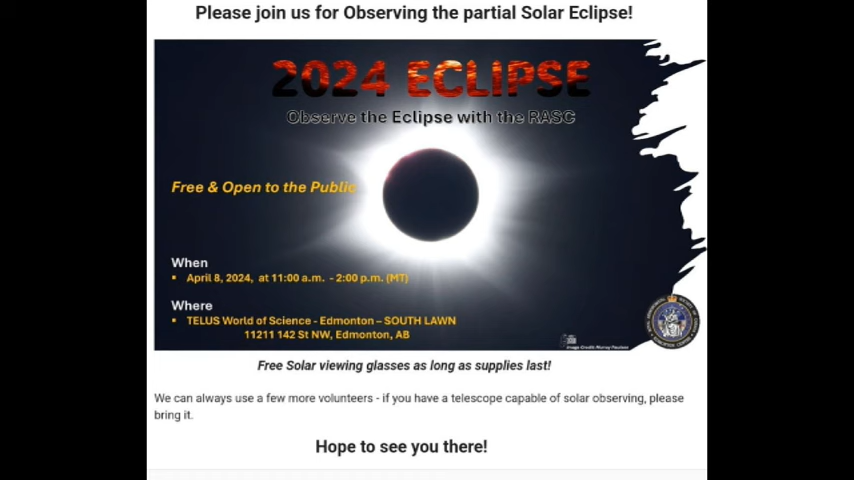 Please join us for Observing the partial Solar Eclipse!
2024 ECLIPSE
Observe the Eclipse with the RASC
Free & Open to the Public
When
▪ April 8, 2024, at 11:00 a.m. - 2:00 p.m. (MT)
Where
▪ TELUS World of Science - Edmonton – SOUTH LAWN
11211 142 St NW, Edmonton, AB
Image Credit: Murray Paulson
Free Solar viewing glasses as long as supplies last!
We can always use a few more volunteers - if you have a telescope capable of solar observing, please
bring it.
Hope to see you there!